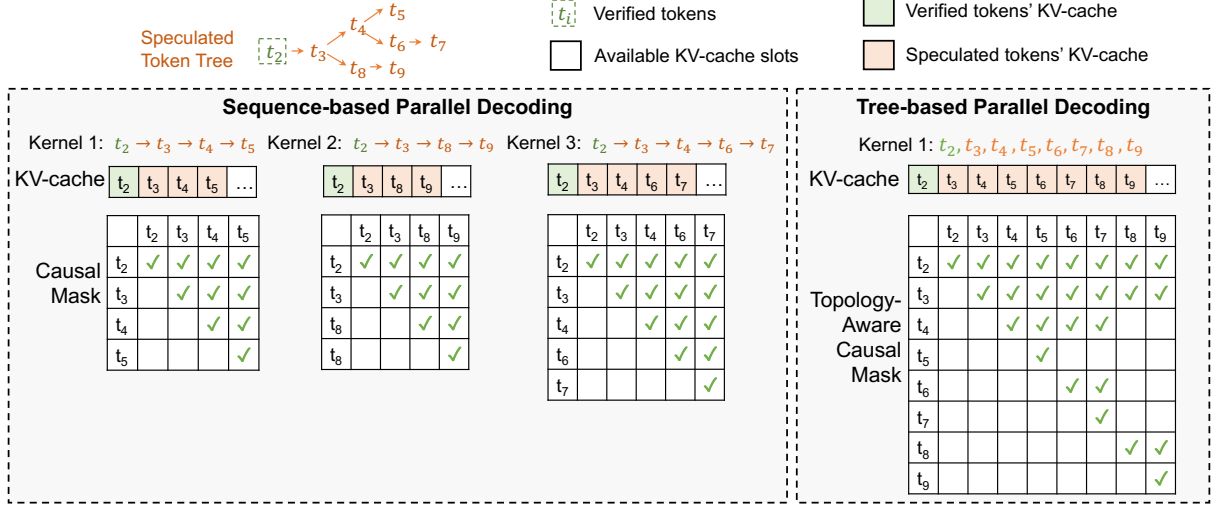 Speculated
Token Tree
t₂ → t₃ → t₄ → t₅
t₆ → t₇
t₈ → t₉
tᵢ Verified tokens
Available KV-cache slots
Verified tokens' KV-cache
Speculated tokens' KV-cache
Sequence-based Parallel Decoding
Kernel 1: t₂ → t₃ → t₄ → t₅
Kernel 2: t₂ → t₃ → t₈ → t₉
Kernel 3: t₂ → t₃ → t₄ → t₆ → t₇
KV-cache
t₂ t₃ t₄ t₅ ...
t₂ t₃ t₈ t₉ ...
t₂ t₃ t₄ t₆ t₇ ...
Causal
Mask
t₂ t₃ t₄ t₅
t₂ ✓ ✓ ✓ ✓
t₃ ✓ ✓ ✓
t₄ ✓ ✓
t₅ ✓
t₂ t₃ t₈ t₉
t₂ ✓ ✓ ✓ ✓
t₃ ✓ ✓ ✓
t₈ ✓ ✓
t₈ ✓
t₂ t₃ t₄ t₆ t₇
t₂ ✓ ✓ ✓ ✓ ✓
t₃ ✓ ✓ ✓ ✓
t₄ ✓ ✓ ✓
t₆ ✓ ✓
t₇ ✓
Tree-based Parallel Decoding
Kernel 1: t₂, t₃, t₄, t₅, t₆, t₇, t₈, t₉
KV-cache
t₂ t₃ t₄ t₅ t₆ t₇ t₈ t₉ ...
Topology-
Aware
Causal
Mask
t₂ t₃ t₄ t₅ t₆ t₇ t₈ t₉
t₂ ✓ ✓ ✓ ✓ ✓ ✓ ✓ ✓
t₃ ✓ ✓ ✓ ✓ ✓ ✓ ✓
t₄ ✓ ✓ ✓ ✓
t₅ ✓
t₆ ✓ ✓
t₇ ✓
t₈ ✓ ✓
t₉ ✓